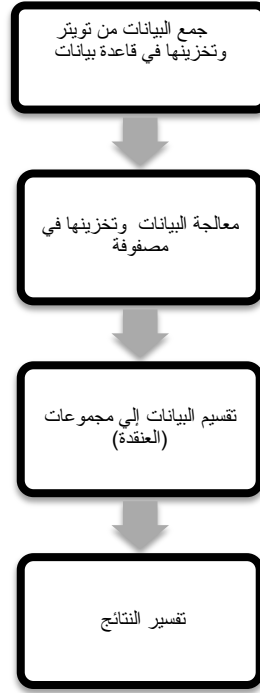 جمع البيانات من تويتر
وتخزينها في قاعدة بيانات
معالجة البيانات وتخزينها في
مصفوفة
تقسيم البيانات إلي مجموعات
(العنقدة)
تفسير النتائج